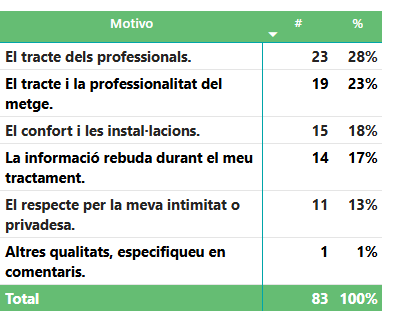 Motivo # %
El tracte dels professionals. 23 28%
El tracte i la professionalitat del 19 23%
metge.
El confort i les instal·lacions. 15 18%
La informació rebuda durant el meu 14 17%
tractament.
El respecte per la meva intimitat o 11 13%
privadesa.
Altres qualitats, especifiqueu en 1 1%
comentaris.
Total 83 100%